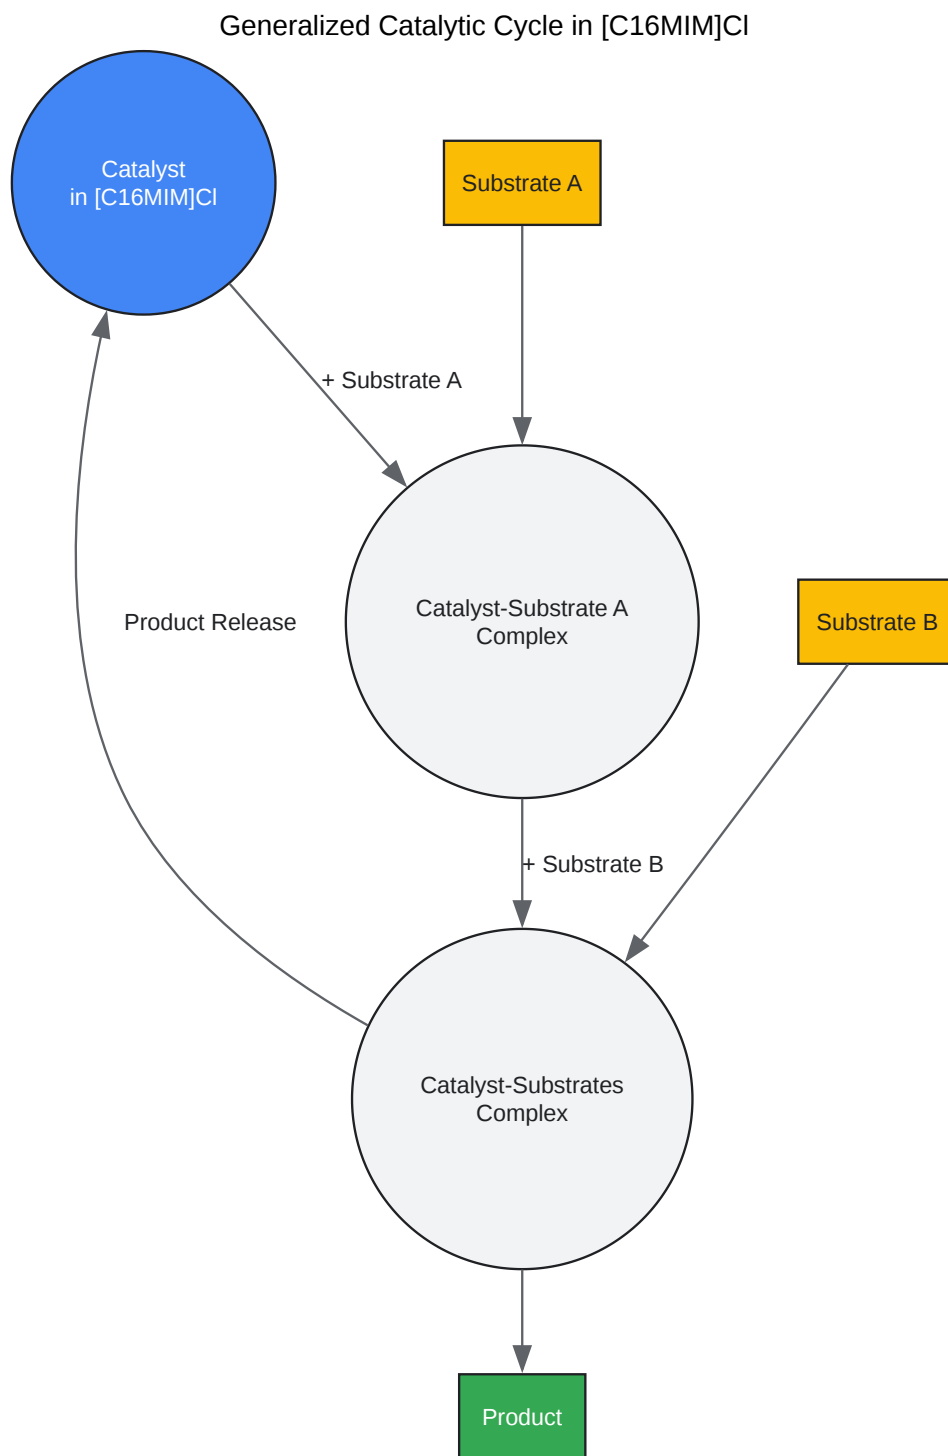 Generalized Catalytic Cycle in [C16MIM]Cl
Catalyst
in [C16MIM]Cl
Substrate A
+ Substrate A
Catalyst-Substrate A
Complex
Product Release
Substrate B
+ Substrate B
Catalyst-Substrates
Complex
Product